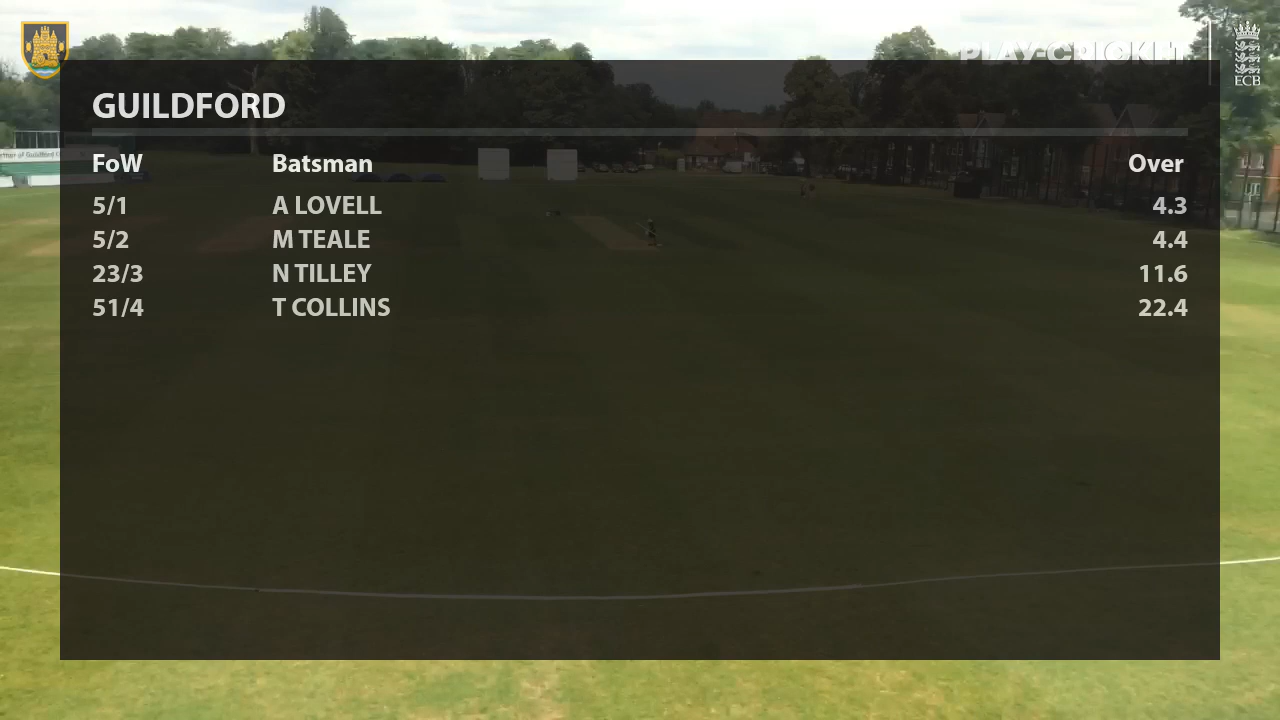 PLAY-CRICKET
ECB
GUILDFORD
FoW Batsman Over
5/1 A LOVELL 4.3
5/2 M TEALE 4.4
23/3 N TILLEY 11.6
51/4 T COLLINS 22.4